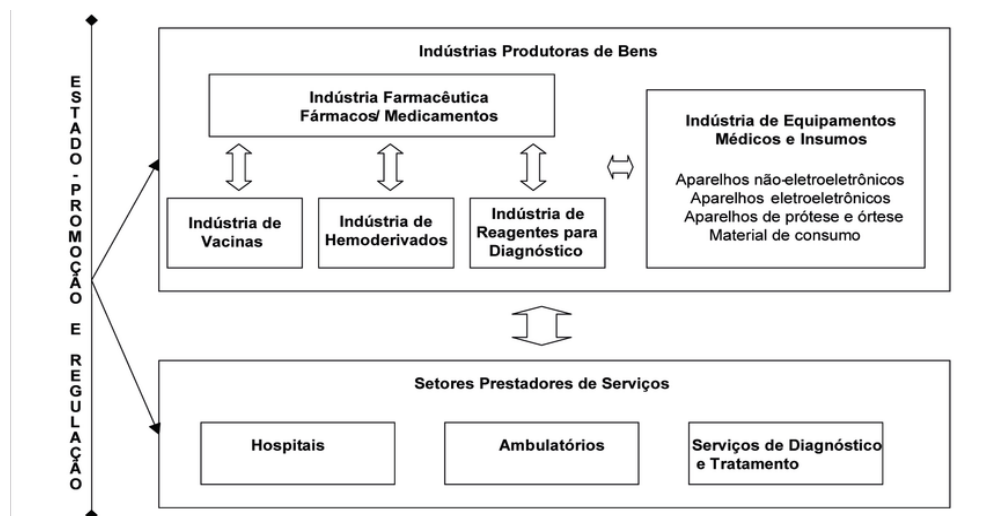 ESTADO-PROMOÇÃO E REGULAÇÃO
Indústrias Produtoras de Bens
Indústria Farmacêutica
Fármacos/ Medicamentos
Indústria de
Vacinas
Indústria de
Hemoderivados
Indústria de
Reagentes para
Diagnóstico
Indústria de Equipamentos
Médicos e Insumos
Aparelhos não-eletroeletrônicos
Aparelhos eletroeletrônicos
Aparelhos de prótese e órtese
Material de consumo
Setores Prestadores de Serviços
Hospitais
Ambulatórios
Serviços de Diagnóstico
e Tratamento